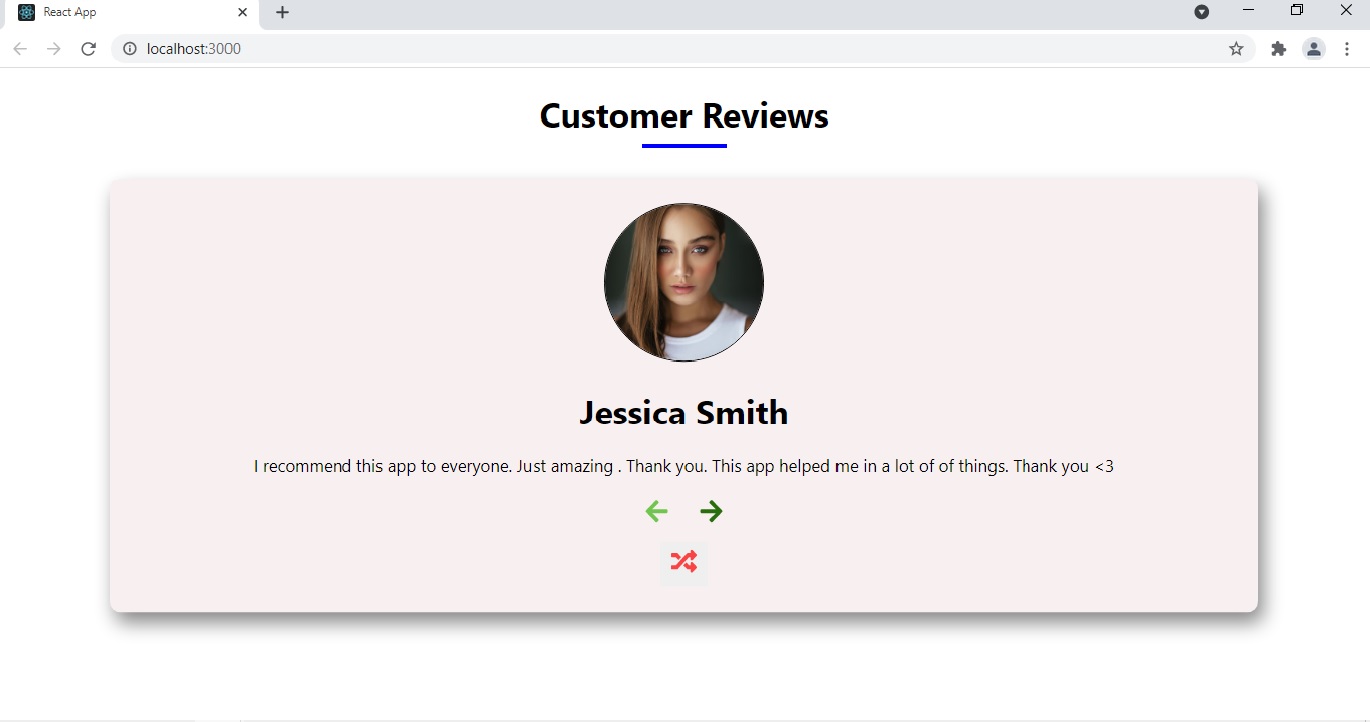 React App
localhost:3000
Customer Reviews
Jessica Smith
I recommend this app to everyone. Just amazing . Thank you. This app helped me in a lot of of things. Thank you <3